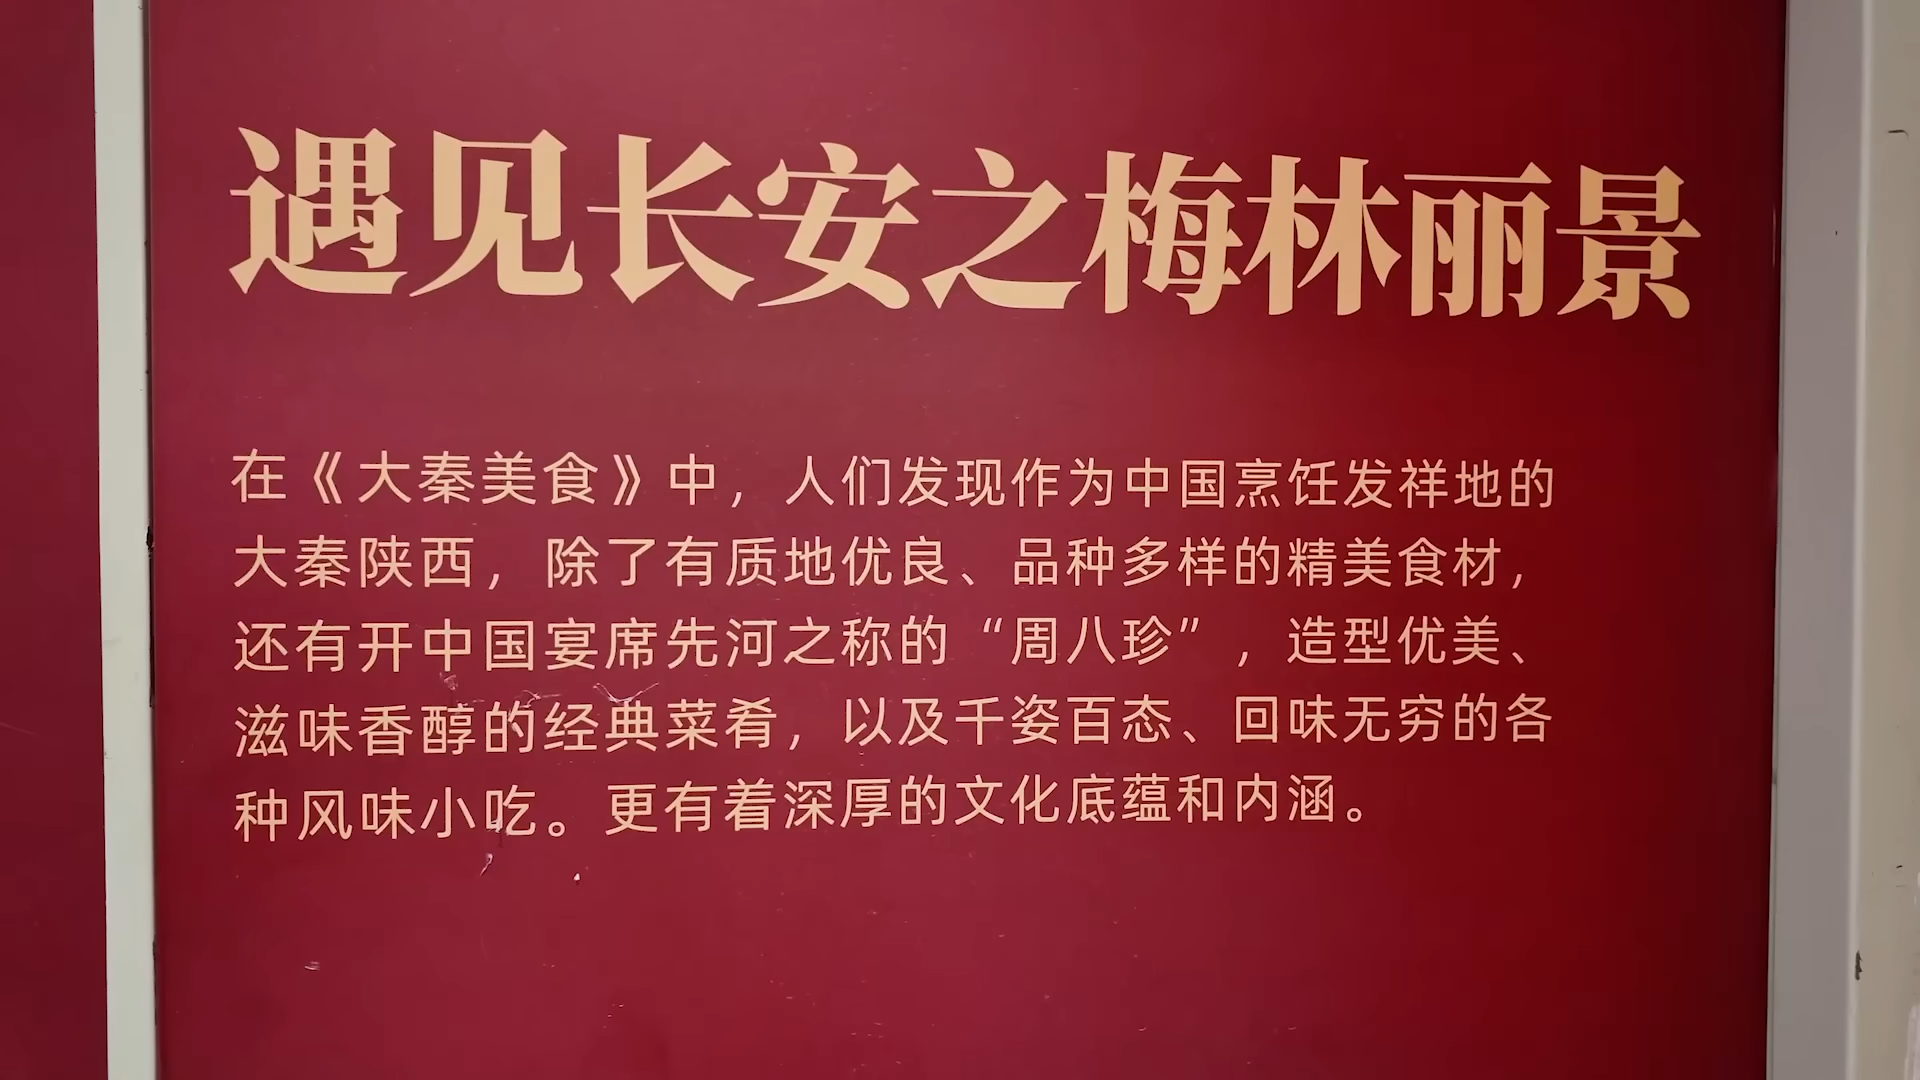 遇见长安之梅林丽景
在《大秦美食》中，人们发现作为中国烹饪发祥地的
大秦陕西，除了有质地优良、品种多样的精美食材，
还有开中国宴席先河之称的“周八珍”，造型优美、
滋味香醇的经典菜肴，以及千姿百态、回味无穷的各
种风味小吃。更有着深厚的文化底蕴和内涵。